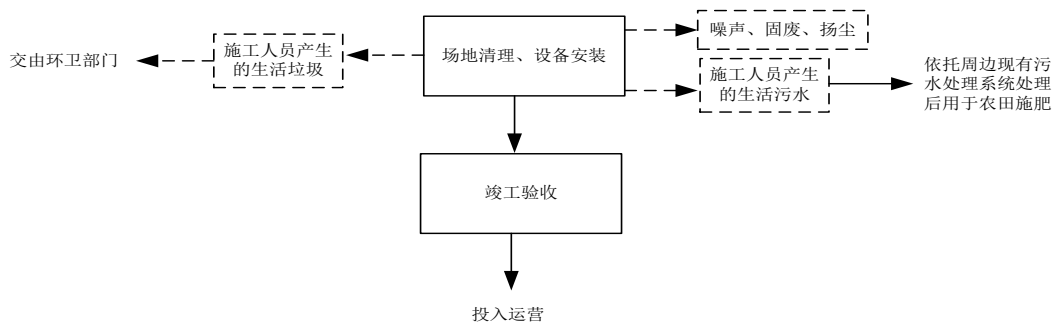 交由环卫部门
施工人员产生
的生活垃圾
场地清理、设备安装
噪声、固废、扬尘
施工人员产生
的生活污水
依托周边现有污
水处理系统处理
后用于农田施肥
竣工验收
投入运营